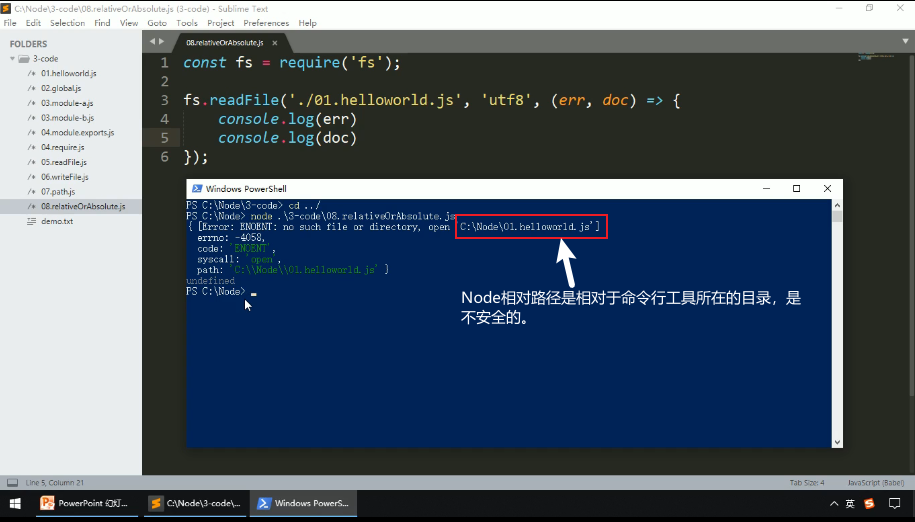 C:\Node\3-code\08.relativeOrAbsolute.js (3-code) - Sublime Text
File Edit Selection Find View Goto Tools Project Preferences Help
FOLDERS
3-code
/* 01.helloworld.js
/* 02.global.js
/* 03.module-a.js
/* 03.module-b.js
/* 04.module.exports.js
/* 04.require.js
/* 05.readFile.js
/* 06.writeFile.js
/* 07.path.js
/* 08.relativeOrAbsolute.js
demo.txt
08.relativeOrAbsolute.js ×
1 const fs = require('fs');
2
3 fs.readFile('./01.helloworld.js', 'utf8', (err, doc) => {
4 console.log(err)
5 console.log(doc)
6 });
Windows PowerShell
PS C:\Node\3-code> cd ../
PS C:\Node> node .\3-code\08.relativeOrAbsolute.js
{ [Error: ENOENT: no such file or directory, open 'C:\Node\01.helloworld.js']
errno: -4058,
code: 'ENOENT',
syscall: 'open',
path: 'C:\\Node\\01.helloworld.js' }
undefined
PS C:\Node> _
Node相对路径是相对于命令行工具所在的目录，是
不安全的。
Line 5, Column 21 Tab Size: 4 JavaScript (Babel)
PowerPoint 幻灯... C:\Node\3-code\... Windows PowerS... 英